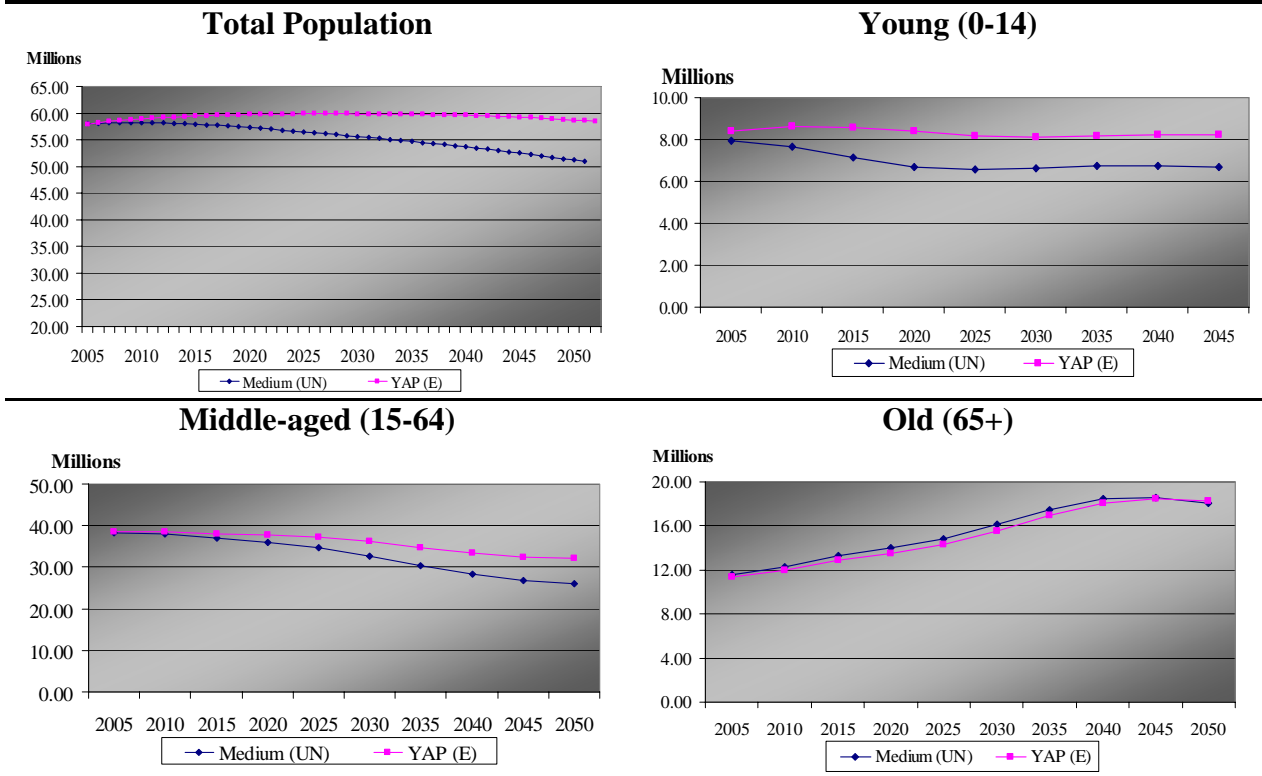 Total Population
Millions
65.00
60.00
55.00
50.00
45.00
40.00
35.00
30.00
25.00
20.00
2005 2010 2015 2020 2025 2030 2035 2040 2045 2050
Medium (UN) YAP (E)
Young (0-14)
Millions
10.00
8.00
6.00
4.00
2.00
0.00
2005 2010 2015 2020 2025 2030 2035 2040 2045
Medium (UN) YAP (E)
Middle-aged (15-64)
Millions
50.00
40.00
30.00
20.00
10.00
0.00
2005 2010 2015 2020 2025 2030 2035 2040 2045 2050
Medium (UN) YAP (E)
Old (65+)
Millions
20.00
16.00
12.00
8.00
4.00
0.00
2005 2010 2015 2020 2025 2030 2035 2040 2045 2050
Medium (UN) YAP (E)